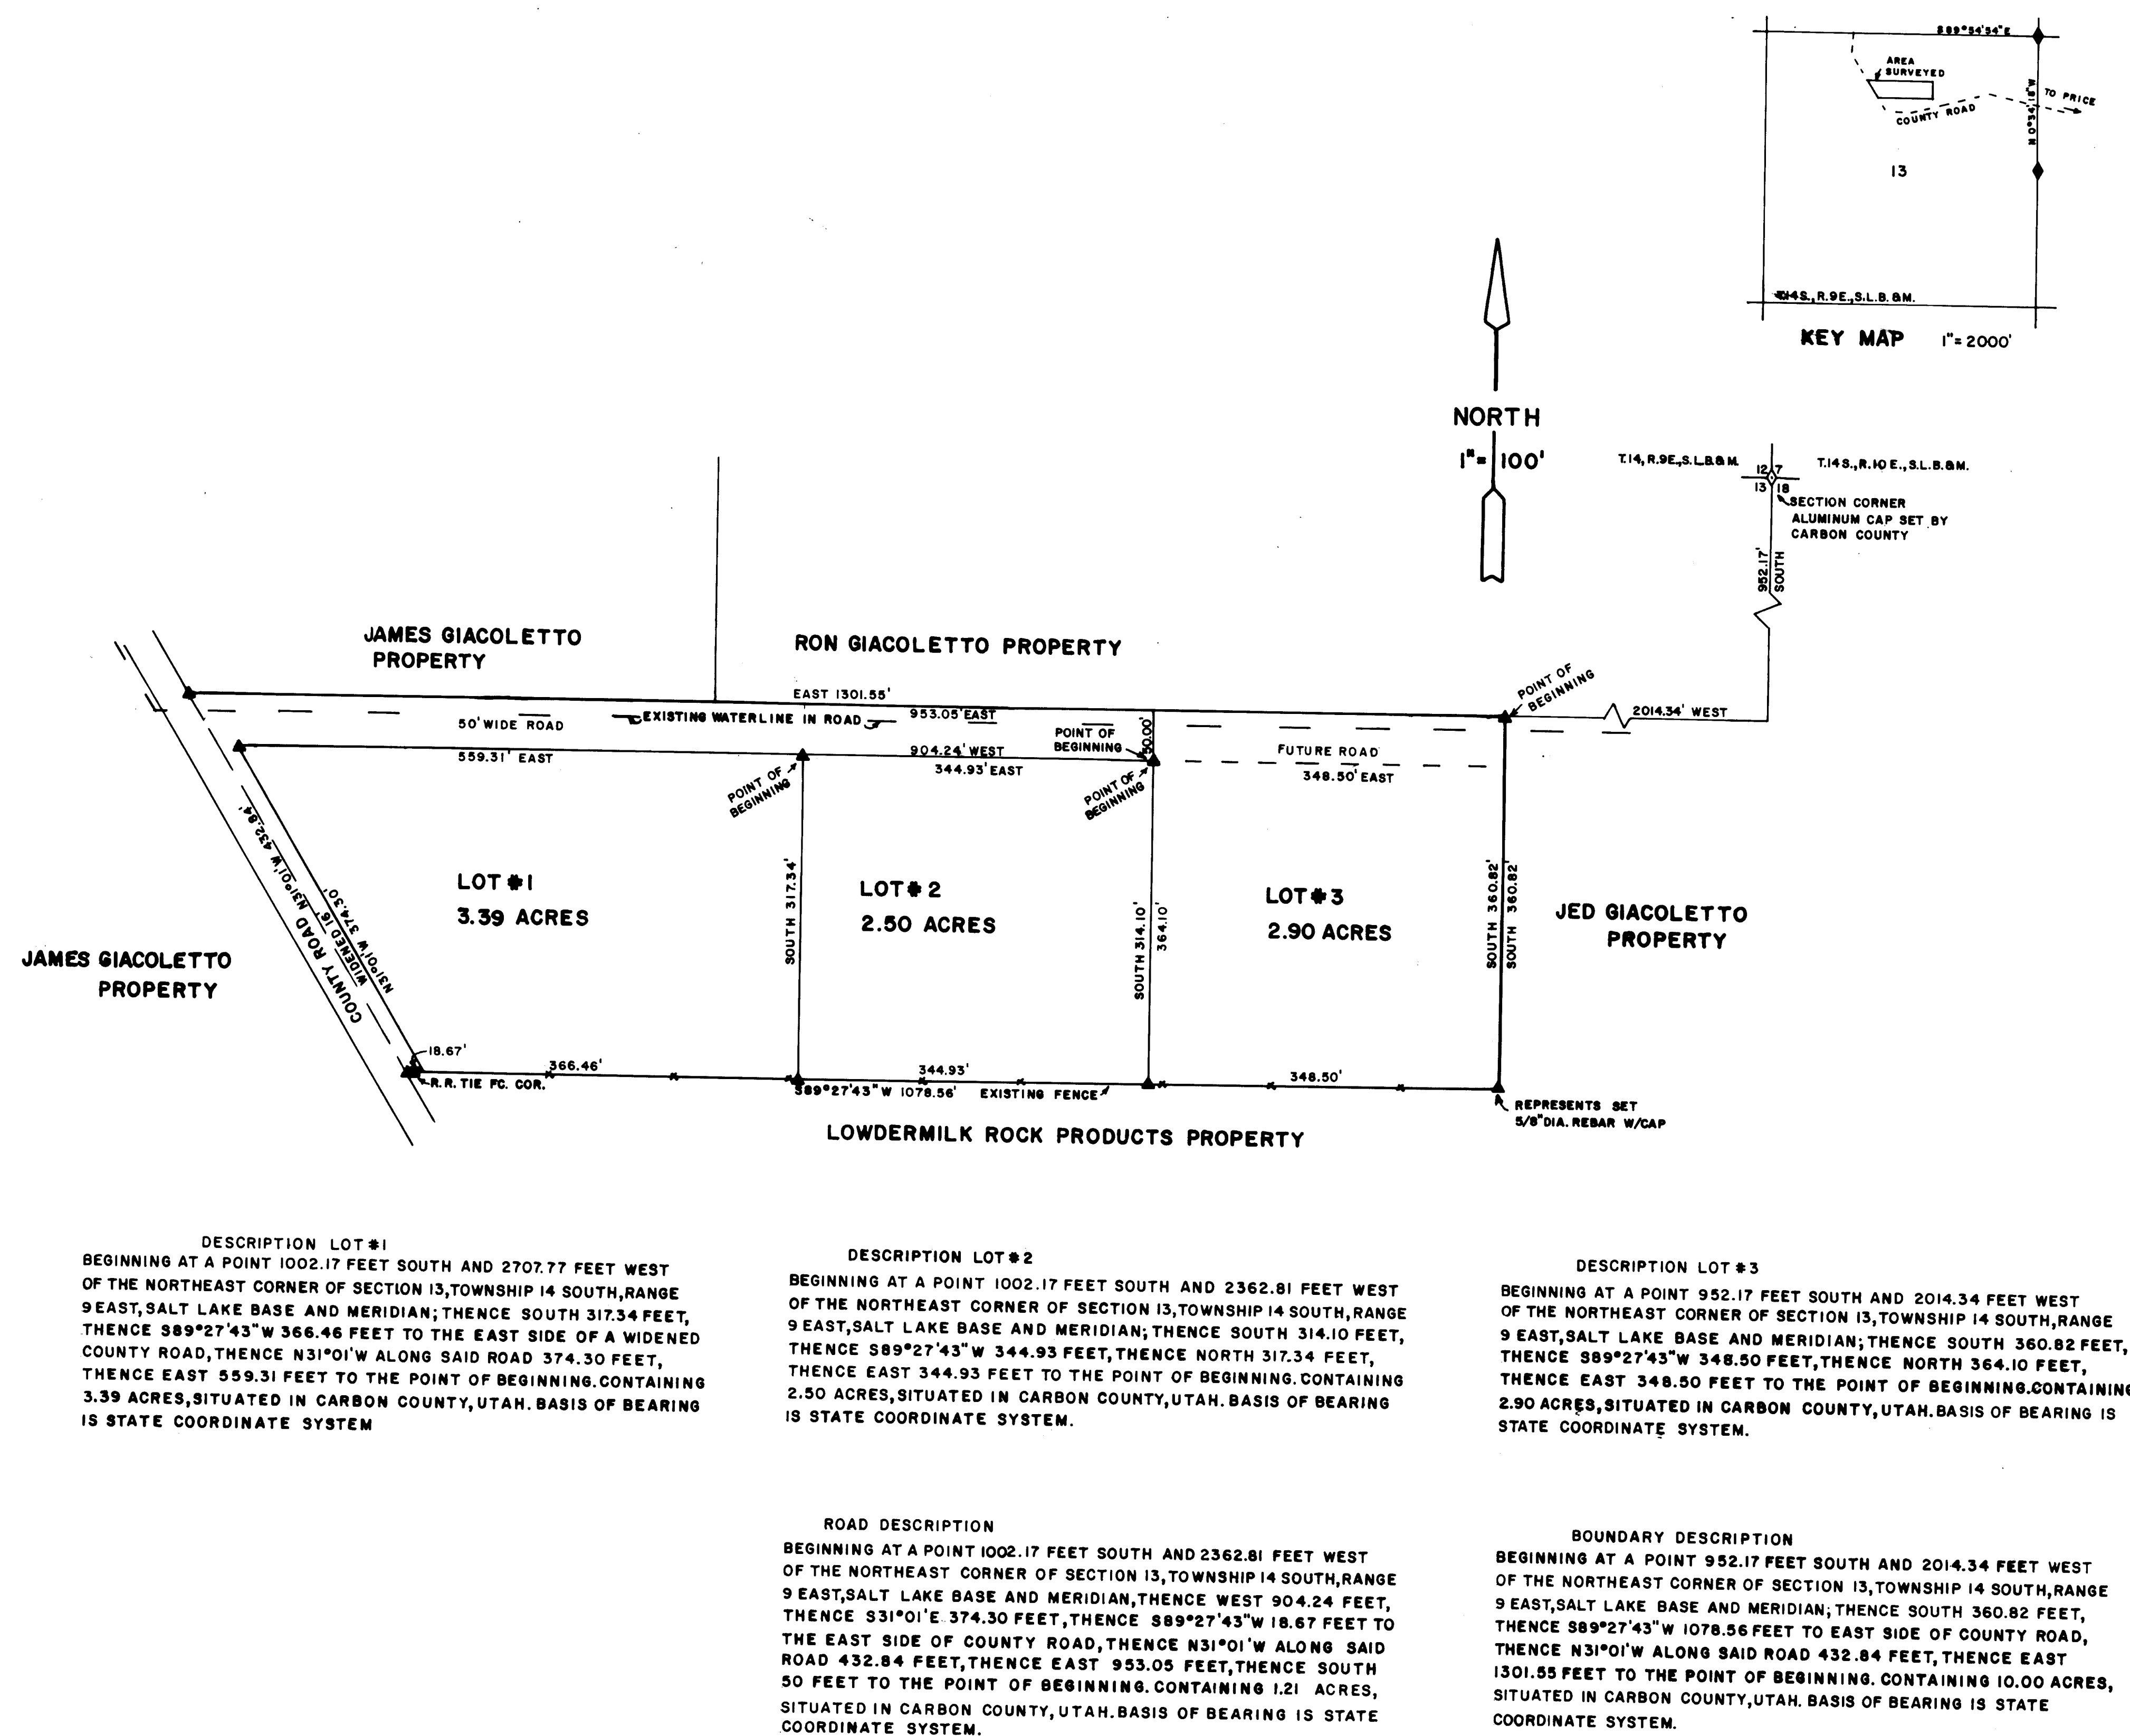 S89°54'54"E
AREA
SURVEYED
N 0°34'18"W
TO PRICE
COUNTY ROAD
13
T.14S., R.9E., S.L.B.&M.
KEY MAP 1"=2000'
NORTH
1"= 100'
T.14, R.9E., S.L.B.&M.
12 7
13 18
T.14S., R.10E., S.L.B.&M.
SECTION CORNER
ALUMINUM CAP SET BY
CARBON COUNTY
952.17'
SOUTH
JAMES GIACOLETTO
PROPERTY
RON GIACOLETTO PROPERTY
POINT OF
BEGINNING
2014.34' WEST
EAST 1301.55'
50' WIDE ROAD
EXISTING WATERLINE IN ROAD
953.05' EAST
POINT OF
BEGINNING
50.00'
FUTURE ROAD
559.31' EAST
904.24' WEST
344.93' EAST
348.50' EAST
POINT OF
BEGINNING
POINT OF
BEGINNING
COUNTY ROAD N31°01'W 432.84'
WIDENED 16'
N31°01'W 374.30'
LOT #1
3.39 ACRES
SOUTH 317.34'
LOT #2
2.50 ACRES
SOUTH 314.10'
364.10'
LOT #3
2.90 ACRES
SOUTH 360.82'
SOUTH 360.82'
JED GIACOLETTO
PROPERTY
JAMES GIACOLETTO
PROPERTY
18.67'
R.R. TIE FC. COR.
366.46'
344.93'
348.50'
S89°27'43"W 1078.56' EXISTING FENCE
REPRESENTS SET
5/8" DIA. REBAR W/CAP
LOWDERMILK ROCK PRODUCTS PROPERTY
DESCRIPTION LOT #1
BEGINNING AT A POINT 1002.17 FEET SOUTH AND 2707.77 FEET WEST
OF THE NORTHEAST CORNER OF SECTION 13, TOWNSHIP 14 SOUTH, RANGE
9 EAST, SALT LAKE BASE AND MERIDIAN; THENCE SOUTH 317.34 FEET,
THENCE S89°27'43"W 366.46 FEET TO THE EAST SIDE OF A WIDENED
COUNTY ROAD, THENCE N31°01'W ALONG SAID ROAD 374.30 FEET,
THENCE EAST 559.31 FEET TO THE POINT OF BEGINNING. CONTAINING
3.39 ACRES, SITUATED IN CARBON COUNTY, UTAH. BASIS OF BEARING
IS STATE COORDINATE SYSTEM
DESCRIPTION LOT #2
BEGINNING AT A POINT 1002.17 FEET SOUTH AND 2362.81 FEET WEST
OF THE NORTHEAST CORNER OF SECTION 13, TOWNSHIP 14 SOUTH, RANGE
9 EAST, SALT LAKE BASE AND MERIDIAN; THENCE SOUTH 314.10 FEET,
THENCE S89°27'43"W 344.93 FEET, THENCE NORTH 317.34 FEET,
THENCE EAST 344.93 FEET TO THE POINT OF BEGINNING. CONTAINING
2.50 ACRES, SITUATED IN CARBON COUNTY, UTAH. BASIS OF BEARING
IS STATE COORDINATE SYSTEM.
DESCRIPTION LOT #3
BEGINNING AT A POINT 952.17 FEET SOUTH AND 2014.34 FEET WEST
OF THE NORTHEAST CORNER OF SECTION 13, TOWNSHIP 14 SOUTH, RANGE
9 EAST, SALT LAKE BASE AND MERIDIAN; THENCE SOUTH 360.82 FEET,
THENCE S89°27'43"W 348.50 FEET, THENCE NORTH 364.10 FEET,
THENCE EAST 348.50 FEET TO THE POINT OF BEGINNING. CONTAINING
2.90 ACRES, SITUATED IN CARBON COUNTY, UTAH. BASIS OF BEARING IS
STATE COORDINATE SYSTEM.
ROAD DESCRIPTION
BEGINNING AT A POINT 1002.17 FEET SOUTH AND 2362.81 FEET WEST
OF THE NORTHEAST CORNER OF SECTION 13, TOWNSHIP 14 SOUTH, RANGE
9 EAST, SALT LAKE BASE AND MERIDIAN, THENCE WEST 904.24 FEET,
THENCE S31°01'E 374.30 FEET, THENCE S89°27'43"W 18.67 FEET TO
THE EAST SIDE OF COUNTY ROAD, THENCE N31°01'W ALONG SAID
ROAD 432.84 FEET, THENCE EAST 953.05 FEET, THENCE SOUTH
50 FEET TO THE POINT OF BEGINNING. CONTAINING 1.21 ACRES,
SITUATED IN CARBON COUNTY, UTAH. BASIS OF BEARING IS STATE
COORDINATE SYSTEM.
BOUNDARY DESCRIPTION
BEGINNING AT A POINT 952.17 FEET SOUTH AND 2014.34 FEET WEST
OF THE NORTHEAST CORNER OF SECTION 13, TOWNSHIP 14 SOUTH, RANGE
9 EAST, SALT LAKE BASE AND MERIDIAN; THENCE SOUTH 360.82 FEET,
THENCE S89°27'43"W 1078.56 FEET TO EAST SIDE OF COUNTY ROAD,
THENCE N31°01'W ALONG SAID ROAD 432.84 FEET, THENCE EAST
1301.55 FEET TO THE POINT OF BEGINNING. CONTAINING 10.00 ACRES,
SITUATED IN CARBON COUNTY, UTAH. BASIS OF BEARING IS STATE
COORDINATE SYSTEM.